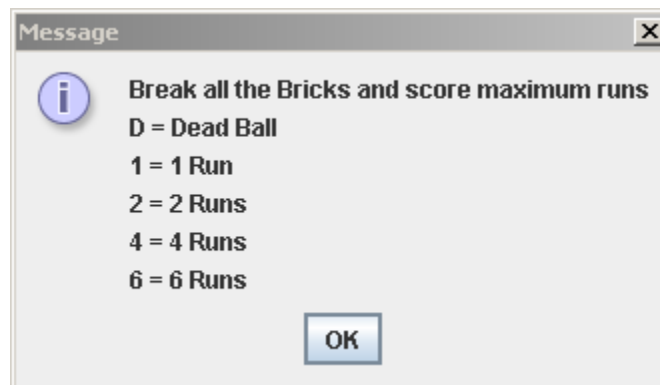 Message
Break all the Bricks and score maximum runs
D = Dead Ball
1 = 1 Run
2 = 2 Runs
4 = 4 Runs
6 = 6 Runs
OK